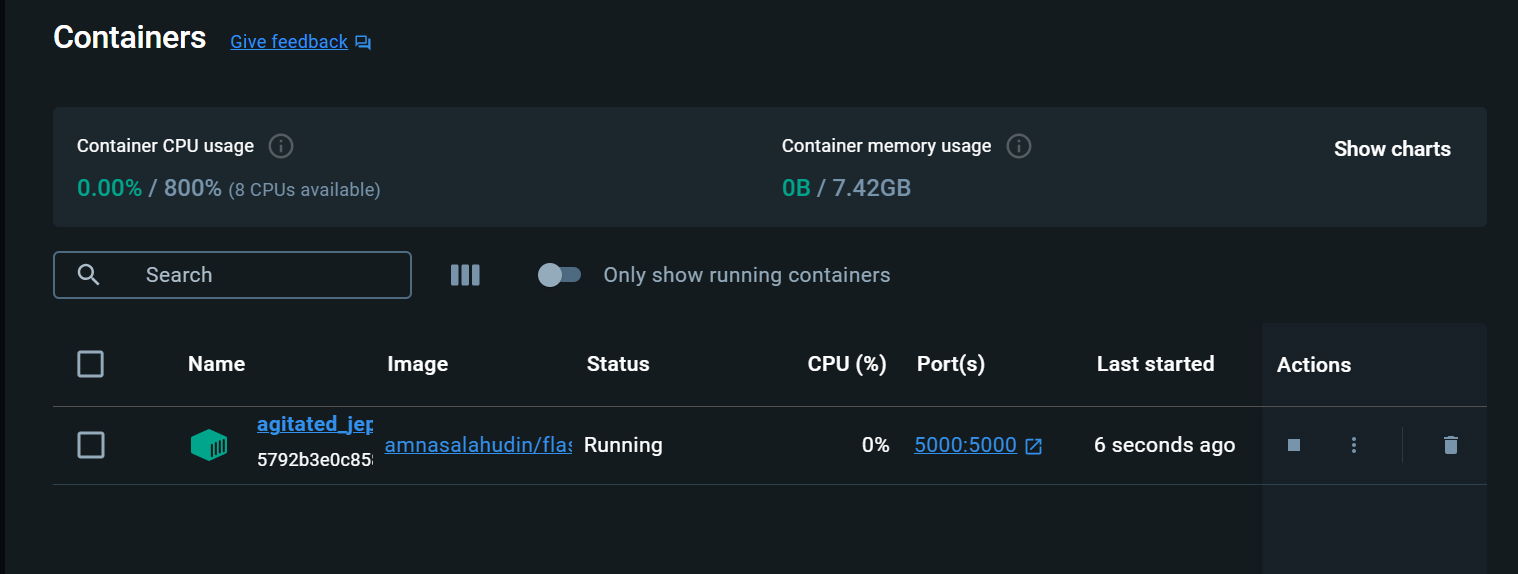 Containers Give feedback
Container CPU usage
0.00% / 800% (8 CPUs available)
Container memory usage
0B / 7.42GB
Show charts
Search
Only show running containers
Name Image Status CPU (%) Port(s) Last started Actions
agitated_jep
5792b3e0c85
amnasalahudin/flas Running 0% 5000:5000 6 seconds ago